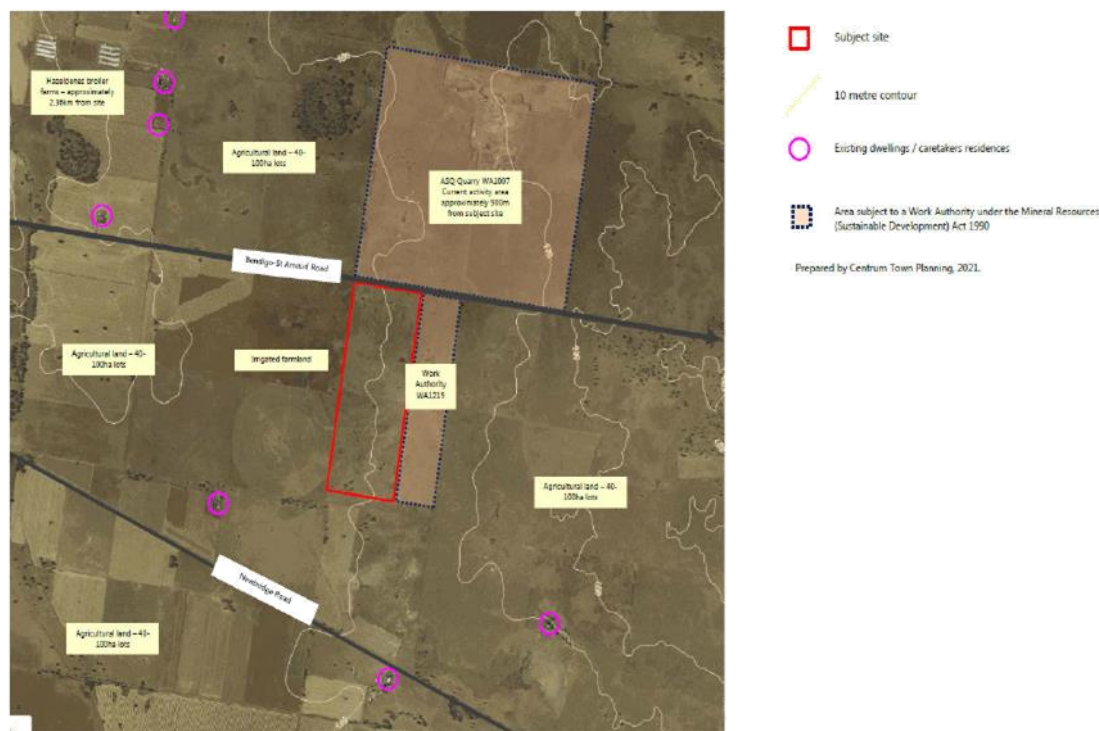 Hazeldenes broiler
farms – approximately
2.36km from site
Agricultural land – 40-
100ha lots
ASQ Quarry WA1007
Current activity area
approximately 900m
from subject site
Bendigo-St Arnaud Road
Agricultural land – 40-
100ha lots
Irrigated farmland
Work
Authority
WA1215
Agricultural land – 40-
100ha lots
Newbridge Road
Agricultural land – 40-
100ha lots
Subject site
10 metre contour
Existing dwellings / caretakers residences
Area subject to a Work Authority under the Mineral Resources
(Sustainable Development) Act 1990
Prepared by Centrum Town Planning, 2021.